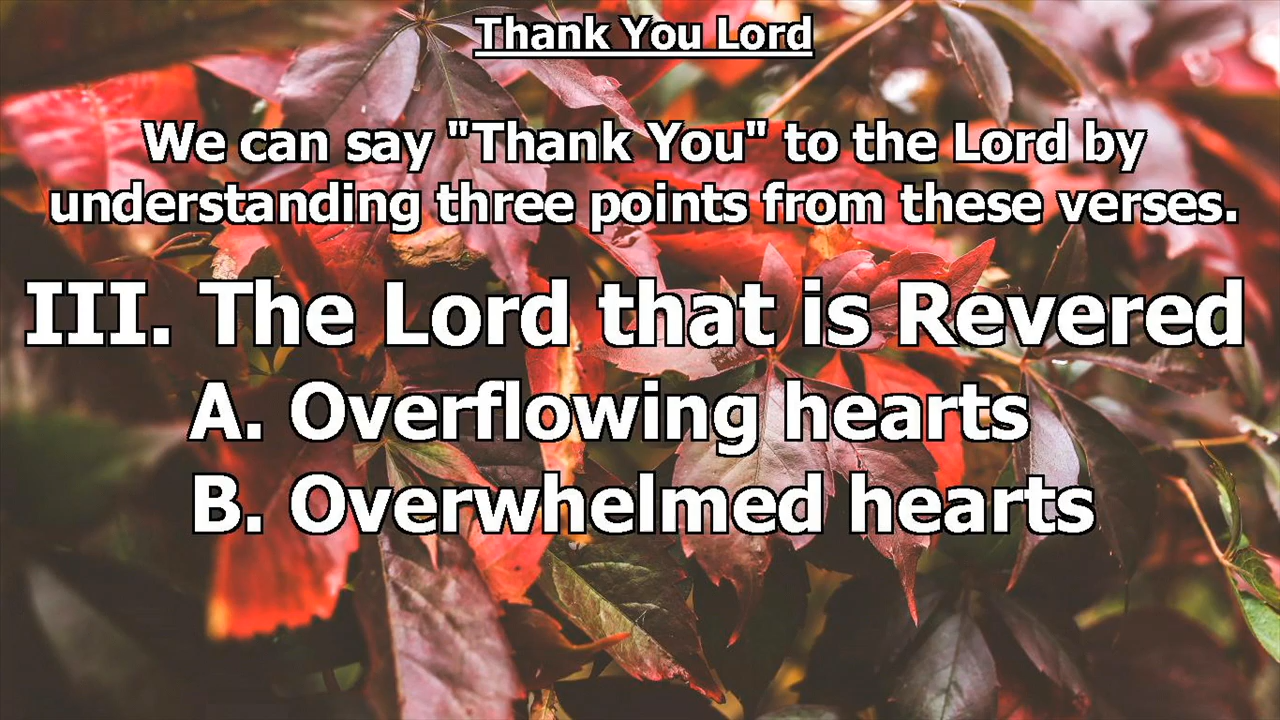 Thank You Lord
We can say "Thank You" to the Lord by
understanding three points from these verses.
III. The Lord that is Revered
A. Overflowing hearts
B. Overwhelmed hearts